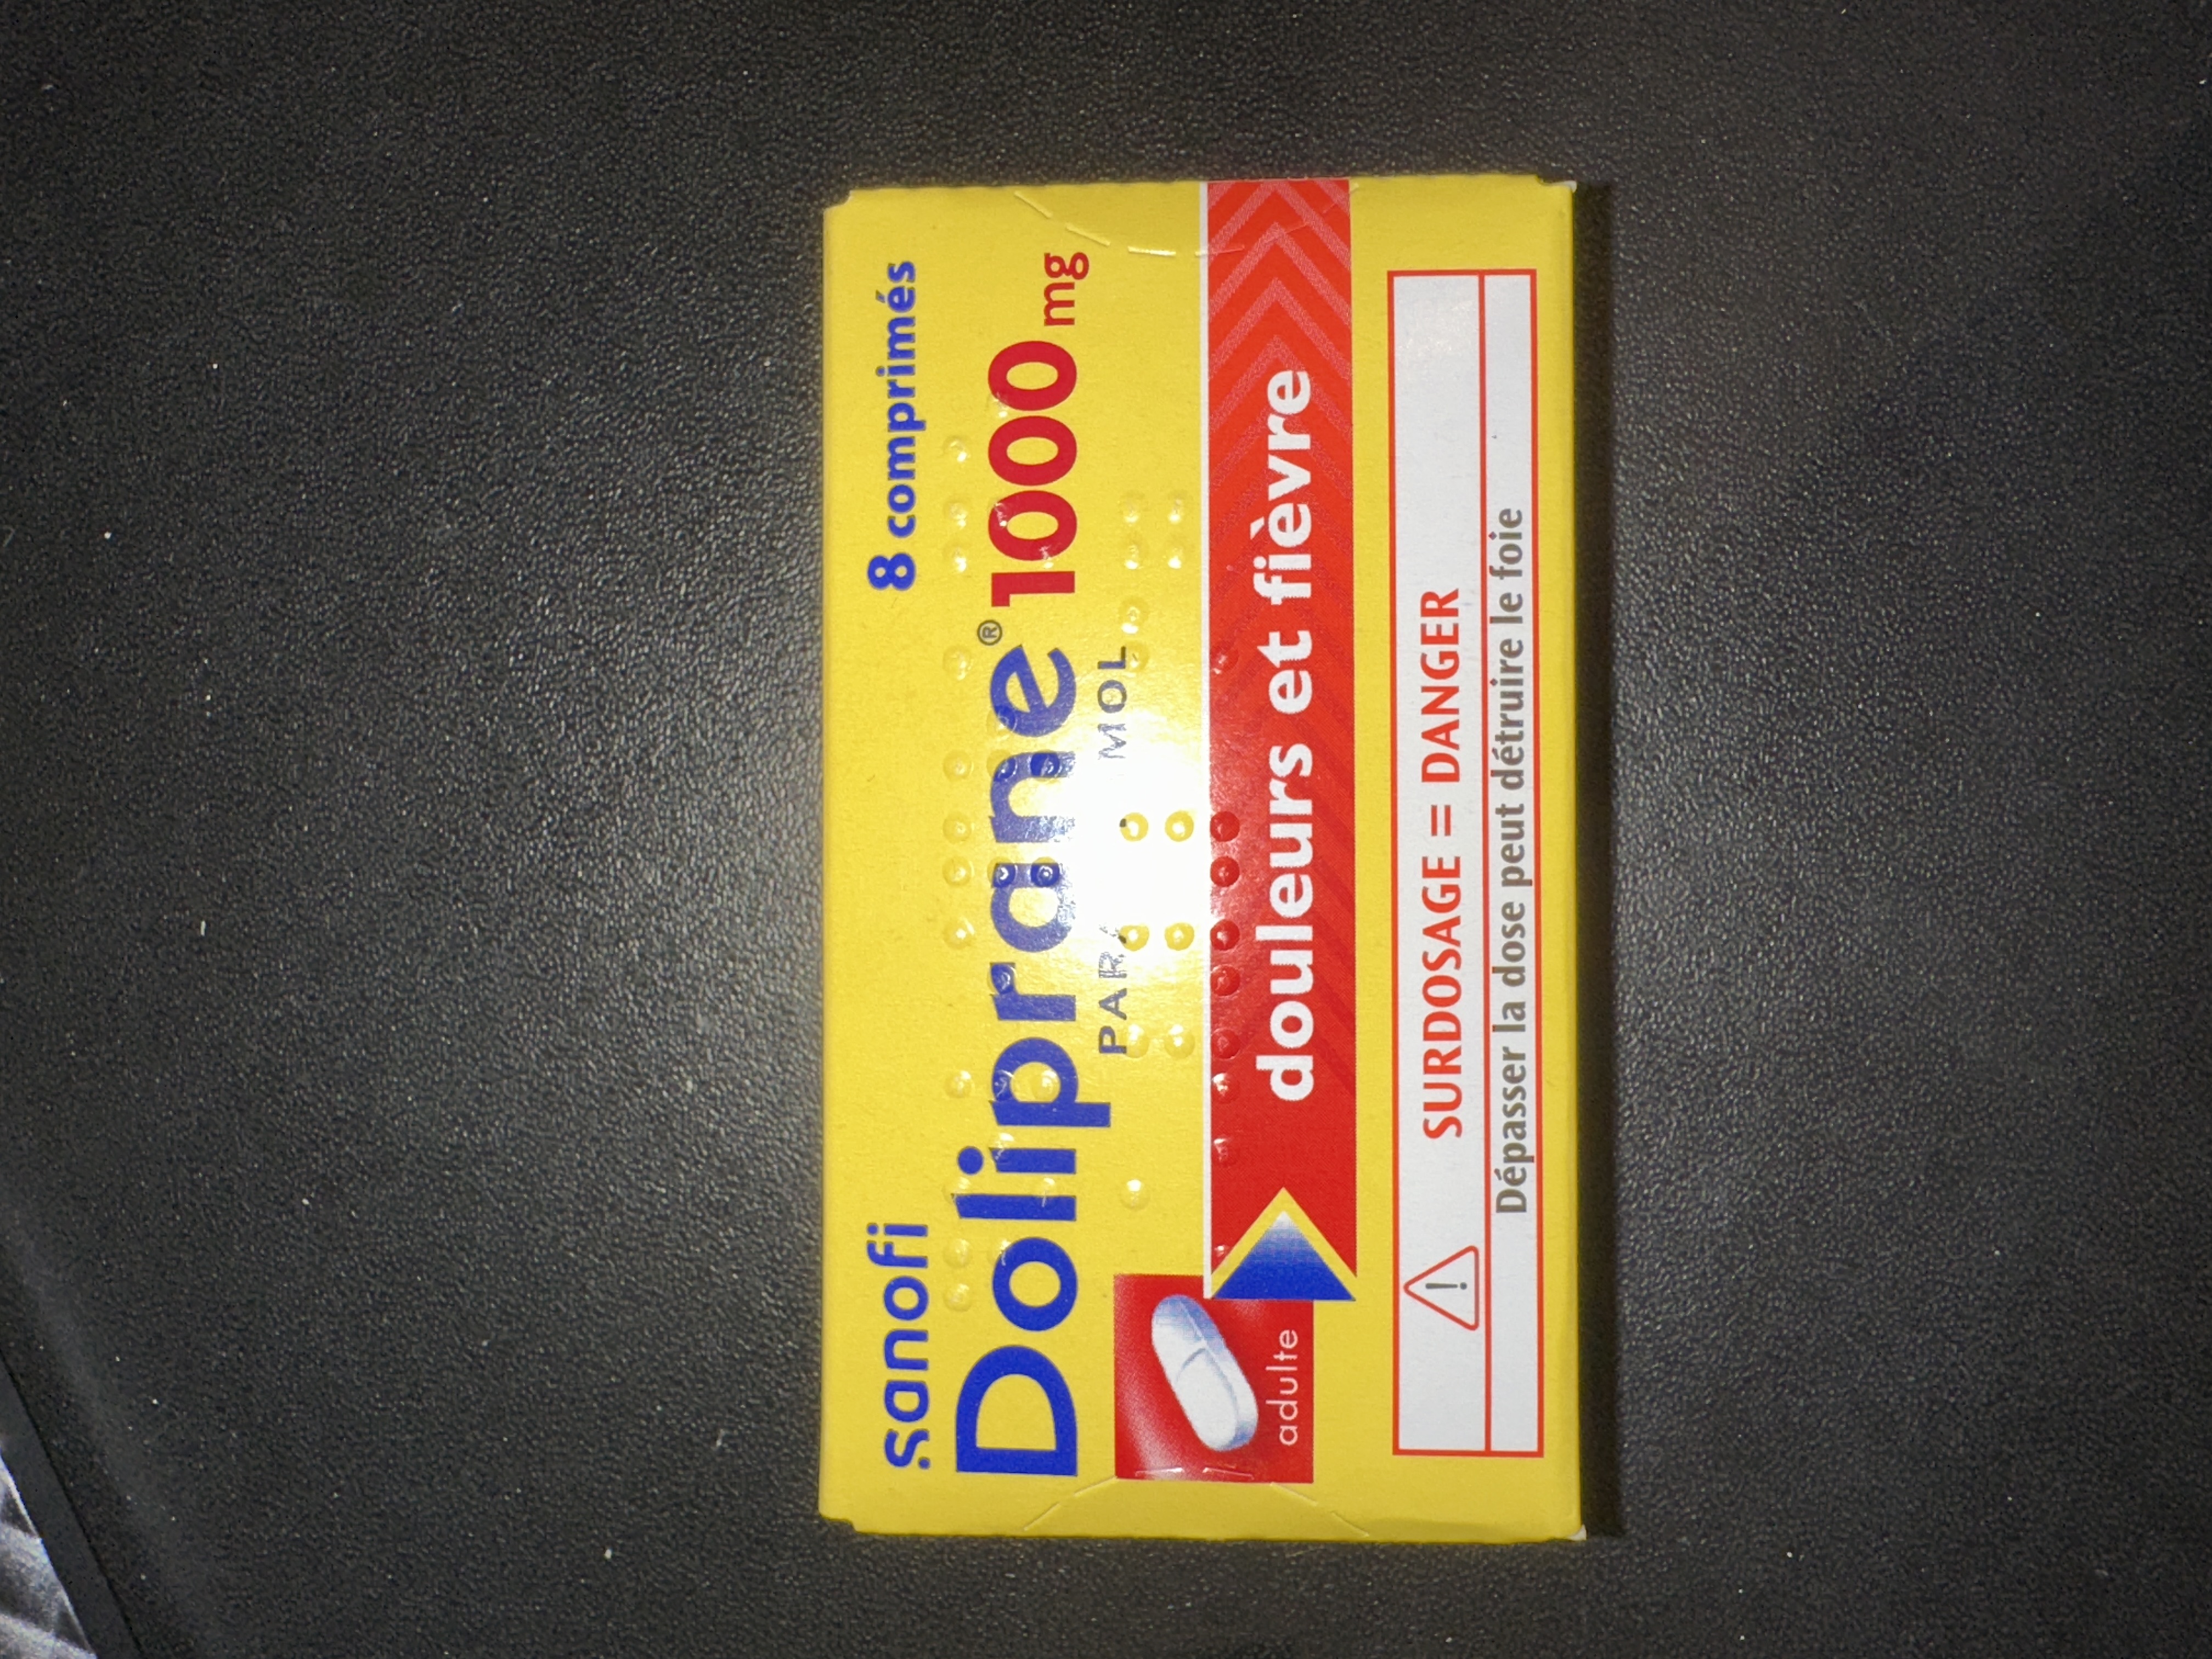 sanofi
8 comprimés
Doliprane® 1000 mg
adulte
douleurs et fièvre
SURDOSAGE = DANGER
Dépasser la dose peut détruire le foie